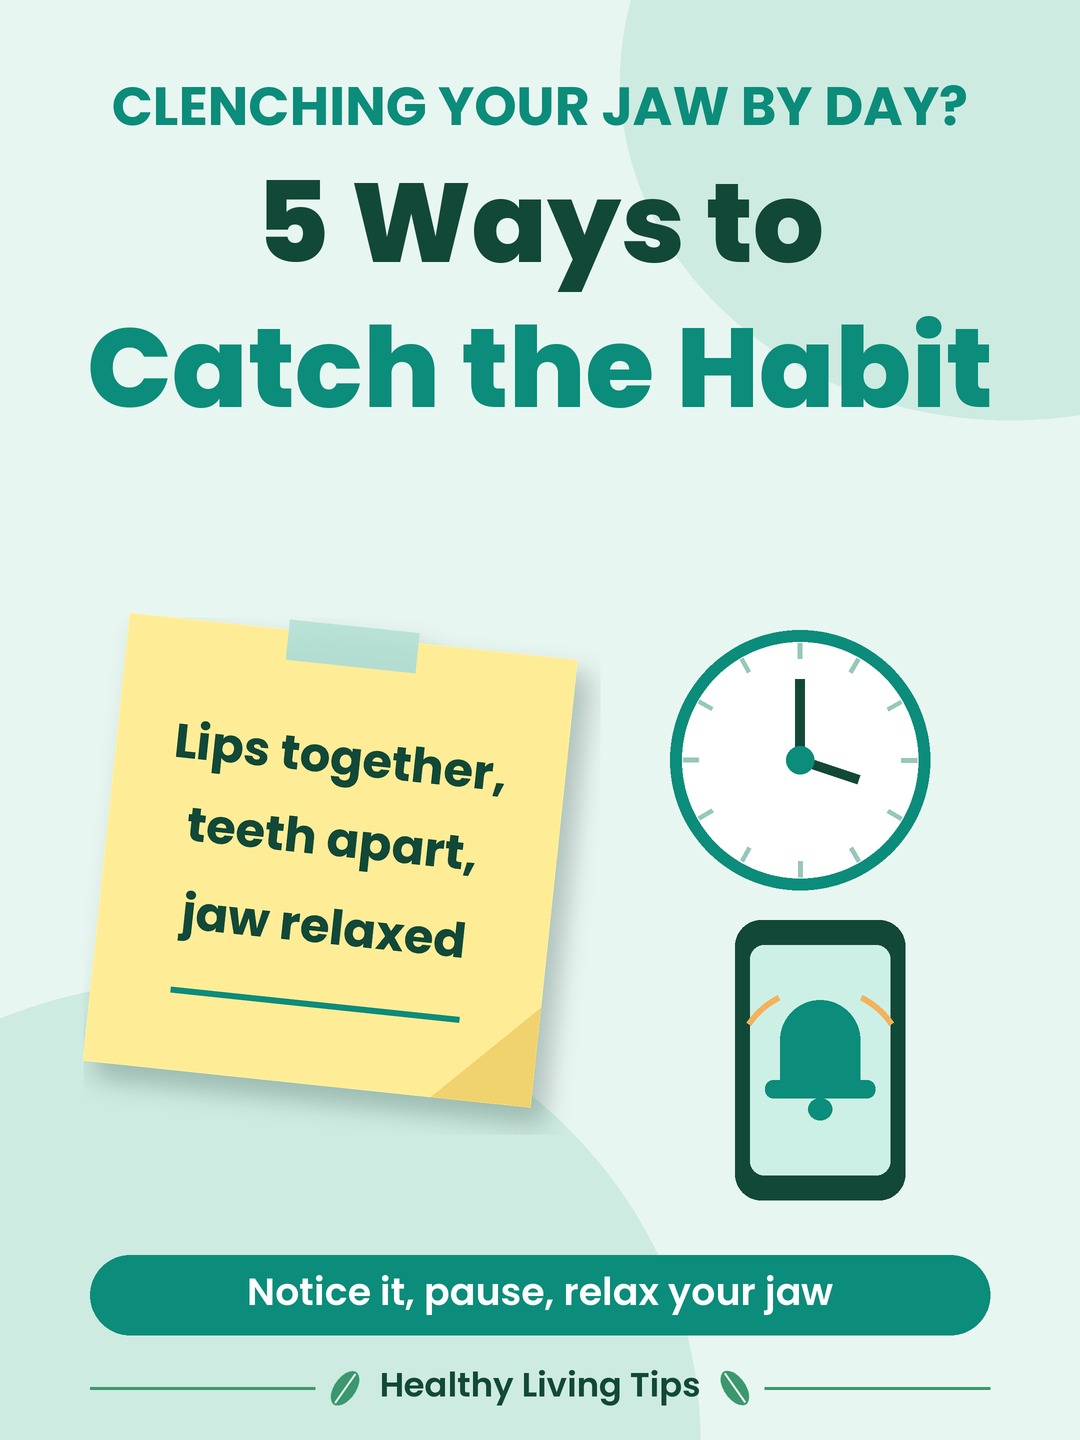 CLENCHING YOUR JAW BY DAY?
5 Ways to
Catch the Habit
Lips together,
teeth apart,
jaw relaxed
Notice it, pause, relax your jaw
Healthy Living Tips